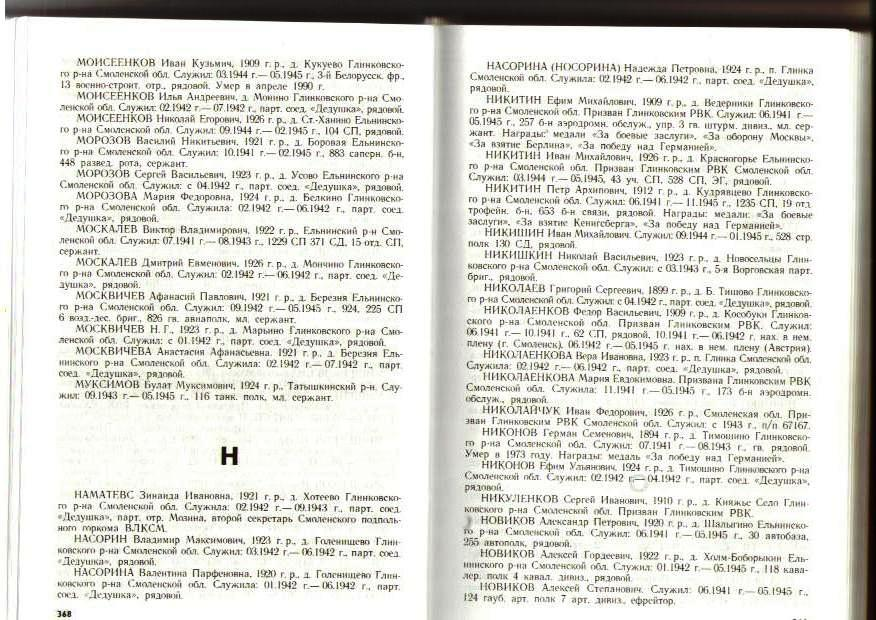 МОИСЕЕНКОВ Иван Кузьмич, 1909 г. р., д. Кукуево Глинковско-
го р-на Смоленской обл. Служил: 03.1944 г.— 05.1945 г., 3-й Белорусск. фр.,
13 военно-строит. отр., рядовой. Умер в апреле 1990 г.
МОИСЕЕНКОВ Илья Андреевич, д. Монино Глинковского р-на Смо-
ленской обл. Служил: 02.1942 г.— 07.1942 г., парт. соед. «Дедушка», рядовой.
МОИСЕЕНКОВ Николай Егорович, 1926 г. р., д. Ст.-Ханино Ельнин-
ского р-на Смоленской обл. Служил: 09.1944 г.— 02.1945 г., 104 СП, рядовой.
МОРОЗОВ Василий Никитьевич, 1921 г. р., д. Боровая Ельнинско-
го р-на Смоленской обл. Служил: 10.1941 г.— 02.1945 г., 883 саперн. б-н,
448 развед. рота, сержант.
МОРОЗОВ Сергей Васильевич, 1923 г. р., д. Усово Ельнинского р-на
Смоленской обл. Служил: с 04.1942 г., парт. соед. «Дедушка», рядовой.
МОРОЗОВА Мария Федоровна, 1924 г. р., д. Белкино Глинковско-
го р-на Смоленской обл. Служила: 02.1942 г.— 06.1942 г., парт. соед.
«Дедушка», рядовой.
МОСКАЛЕВ Виктор Владимирович, 1922 г. р., Ельнинский р-н Смо-
ленской обл. Служил: 07.1941 г.— 08.1943 г., 1229 СП 371 СД, 15 отд. СП,
сержант.
МОСКАЛЕВ Дмитрий Евменович, 1926 г. р., д. Мончино Глинковско-
го р-на Смоленской обл. Служил: 02.1942 г.— 06.1942 г., парт. соед. «Де-
душка», рядовой.
МОСКВИЧЕВ Афанасий Павлович, 1921 г. р., д. Березня Ельнинско-
го р-на Смоленской обл. Служил: 09.1942 г.— 05.1945 г., 924, 225 СП
6 возд.-дес. бриг., 826 гв. авиаполк, мл. сержант.
МОСКВИЧЕВ Н. Г., 1923 г. р., д. Марьино Глинковского р-на Смо-
ленской обл. Служил: с 01.1942 г., парт. соед. «Дедушка», рядовой.
МОСКВИЧЕВА Анастасия Афанасьевна, 1921 г. р., д. Березня Ель-
нинского р-на Смоленской обл. Служила: 02.1942 г.— 07.1942 г., парт.
соед. «Дедушка», рядовой.
МУКСИМОВ Булат Муксимович, 1924 г. р., Татышкинский р-н. Слу-
жил: 09.1943 г.— 05.1945 г., 116 танк. полк, мл. сержант.
Н
НАМАТЕВС Зинаида Ивановна, 1921 г. р., д. Хотеево Глинковско-
го р-на Смоленской обл. Служила: 02.1942 г.— 09.1943 г., парт. соед.
«Дедушка», парт. отр. Мозина, второй секретарь Смоленского подполь-
ного горкома ВЛКСМ.
НАСОРИН Владимир Максимович, 1923 г. р., д. Голенищево Глин-
ковского р-на Смоленской обл. Служил: 03.1942 г.— 06.1942 г., парт. соед.
«Дедушка», рядовой.
НАСОРИНА Валентина Парфеновна, 1920 г. р., д. Голенищево Глин-
ковского р-на Смоленской обл. Служила: 01.1942 г.— 06.1942 г., парт.
соед. «Дедушка», рядовой.
368
НАСОРИНА (НОСОРИНА) Надежда Петровна, 1924 г. р., п. Глинка
Смоленской обл. Служила: 02.1942 г.— 06.1942 г., парт. соед. «Дедушка»,
рядовой.
НИКИТИН Ефим Михайлович, 1909 г. р., д. Ведерники Глинковско-
го р-на Смоленской обл. Призван Глинковским РВК. Служил: 06.1941 г.—
05.1945 г., 257 б-н аэродромн. обслуж., упр. 3 гв. штурм. дивиз., мл. сер-
жант. Награды: медали «За боевые заслуги», «За оборону Москвы»,
«За взятие Берлина», «За победу над Германией».
НИКИТИН Иван Михайлович, 1926 г. р., д. Красногорье Ельнинско-
го р-на Смоленской обл. Призван Глинковским РВК Смоленской обл.
Служил: 03.1944 г.— 05.1945, 43 уч. СП, 528 СП, ЭГ, рядовой.
НИКИТИН Петр Архипович, 1912 г. р., д. Кудрявцево Глинковско-
го р-на Смоленской обл. Служил: 06.1941 г.— 11.1945 г., 1235 СП, 19 отд.
трофейн. б-н, 653 б-н связи, рядовой. Награды: медали: «За боевые
заслуги», «За взятие Кенигсберга», «За победу над Германией».
НИКИШИН Иван Михайлович. Служил: 09.1944 г.— 01.1945 г., 528 стр.
полк 130 СД, рядовой.
НИКИШКИН Николай Васильевич, 1923 г. р., д. Новосельцы Глин-
ковского р-на Смоленской обл. Служил: с 03.1943 г., 5-я Ворговская парт.
бриг., рядовой.
НИКОЛАЕВ Григорий Сергеевич, 1899 г. р., д. Б. Тишово Глинковско-
го р-на Смоленской обл. Служил: с 04.1942 г., парт. соед. «Дедушка», рядовой.
НИКОЛАЕНКОВ Федор Васильевич, 1909 г. р., д. Кособуки Глинков-
ского р-на Смоленской обл. Призван Глинковским РВК. Служил:
06.1941 г.— 10.1941 г., 62 СП, рядовой, 10.1941 г.— 06.1942 г. нах. в нем.
плену (г. Смоленск), 06.1942 г.— 05.1945 г. нах. в нем. плену (Австрия).
НИКОЛАЕНКОВА Вера Ивановна, 1923 г. р., п. Глинка Смоленской обл.
Служила: 02.1942 г.— 06.1942 г., парт. соед. «Дедушка», рядовой.
НИКОЛАЕНКОВА Мария Евдокимовна. Призвана Глинковским РВК
Смоленской обл. Служила: 11.1941 г.— 05.1945 г., 173 б-н аэродромн.
обслуж., рядовой.
НИКОЛАЙЧУК Иван Федорович, 1926 г. р., Смоленская обл. При-
зван Глинковским РВК Смоленской обл. Служил: с 1943 г., п/п 67167.
НИКОНОВ Герман Семенович, 1894 г. р., д. Тимошино Глинковско-
го р-на Смоленской обл. Служил: 07.1941 г.— 08.1943 г., гв. рядовой.
Умер в 1973 году. Награды: медаль «За победу над Германией».
НИКОНОВ Ефим Ульянович, 1924 г. р., д. Тимошино Глинковского р-на
Смоленской обл. Служил: 02.1942 г.— 04.1942 г., парт. соед. «Дедушка»,
рядовой.
НИКУЛЕНКОВ Сергей Иванович, 1910 г. р., д. Княжье Село Глин-
ковского р-на Смоленской обл. Призван Глинковским РВК.
НОВИКОВ Александр Петрович, 1920 г. р., д. Шалыгино Ельнинско-
го р-на Смоленской обл. Служил: 06.1941 г.— 05.1945 г., 30 автобаза,
255 автополк, рядовой.
НОВИКОВ Алексей Гордеевич, 1922 г. р., д. Холм-Боборыкин Ель-
нинского р-на Смоленской обл. Служил: 01.1942 г.— 05.1945 г., 118 кава-
лер. полк 4 кавал. дивиз., рядовой.
НОВИКОВ Алексей Степанович. Служил: 06.1941 г.— 05.1945 г.,
124 гауб. арт. полк 7 арт. дивиз., ефрейтор.